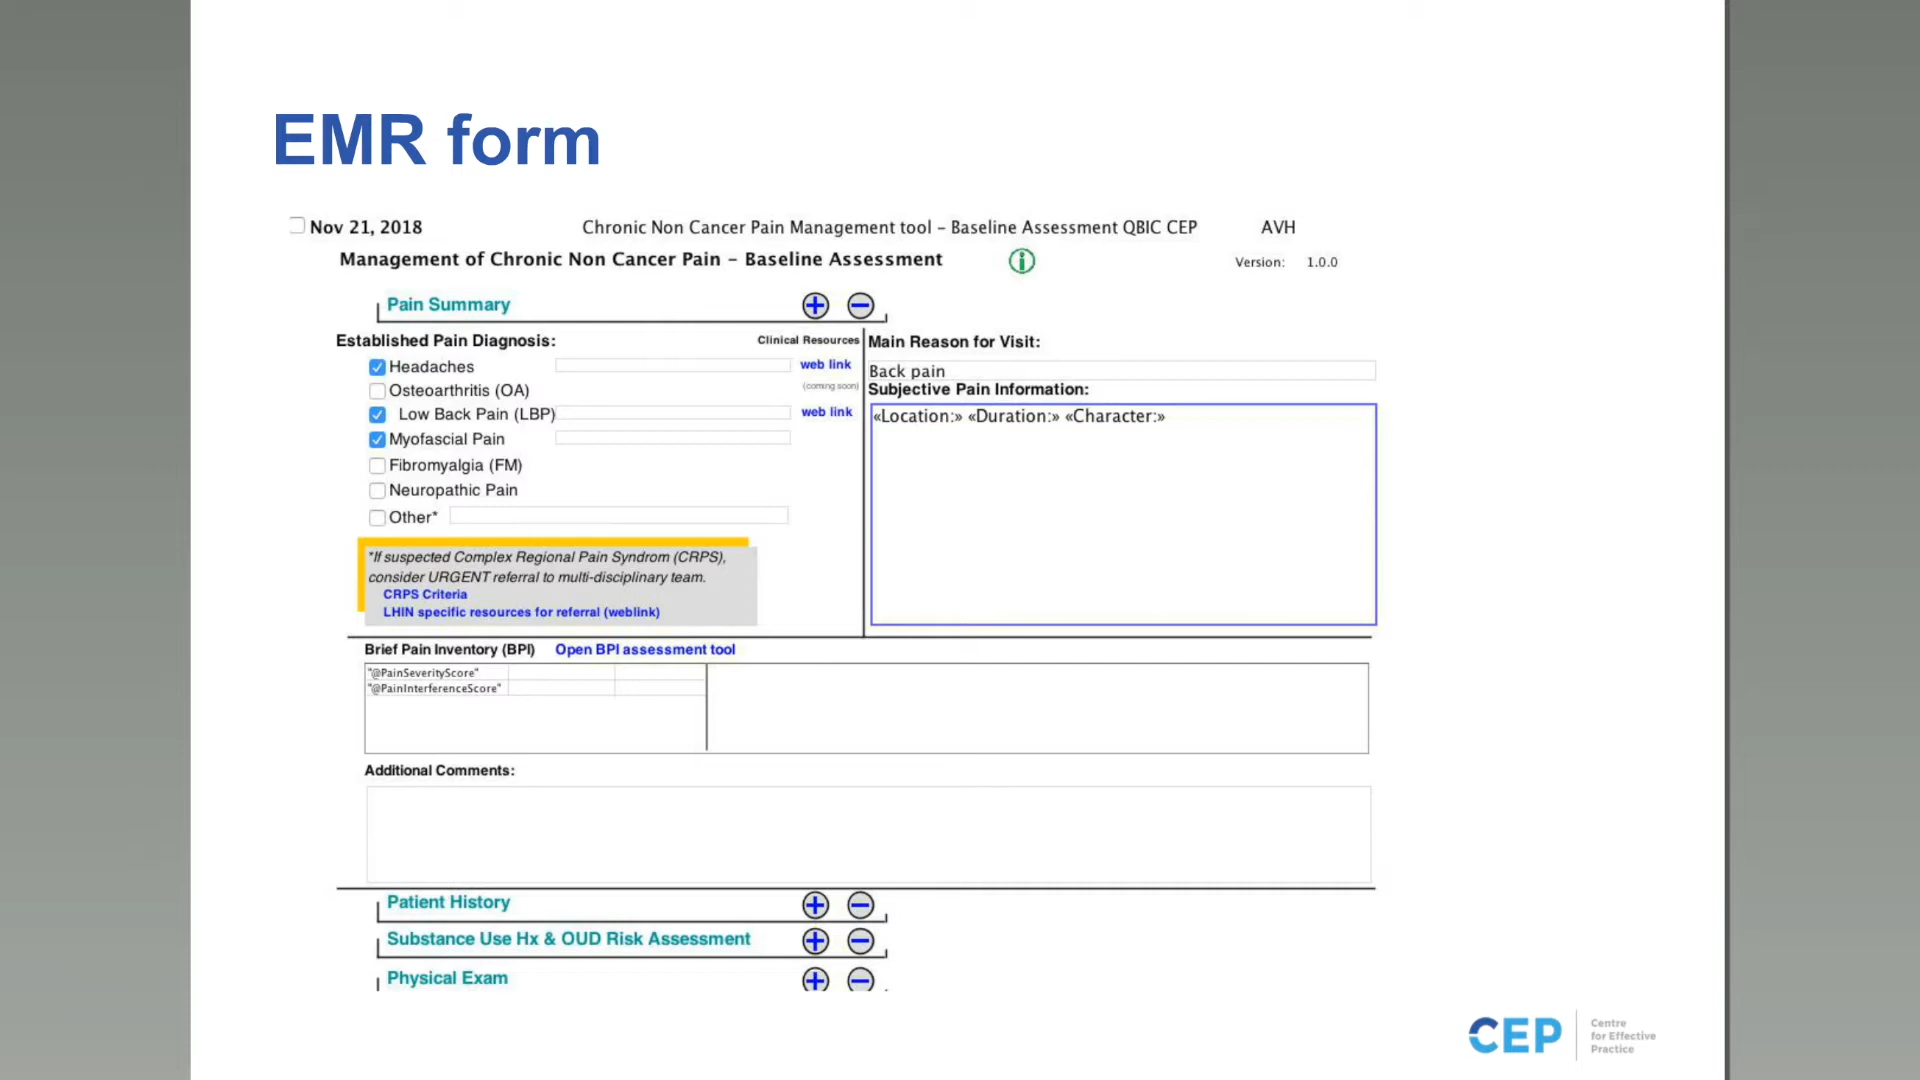 EMR form
Nov 21, 2018 Chronic Non Cancer Pain Management tool – Baseline Assessment QBIC CEP AVH
Management of Chronic Non Cancer Pain – Baseline Assessment Version: 1.0.0
Pain Summary
Established Pain Diagnosis: Clinical Resources
Headaches web link
Osteoarthritis (OA) (coming soon)
Low Back Pain (LBP) web link
Myofascial Pain
Fibromyalgia (FM)
Neuropathic Pain
Other*
*If suspected Complex Regional Pain Syndrom (CRPS),
consider URGENT referral to multi-disciplinary team.
CRPS Criteria
LHIN specific resources for referral (weblink)
Main Reason for Visit:
Back pain
Subjective Pain Information:
«Location:» «Duration:» «Character:»
Brief Pain Inventory (BPI) Open BPI assessment tool
"@PainSeverityScore"
"@PainInterferenceScore"
Additional Comments:
Patient History
Substance Use Hx & OUD Risk Assessment
Physical Exam
CEP
Centre
for Effective
Practice